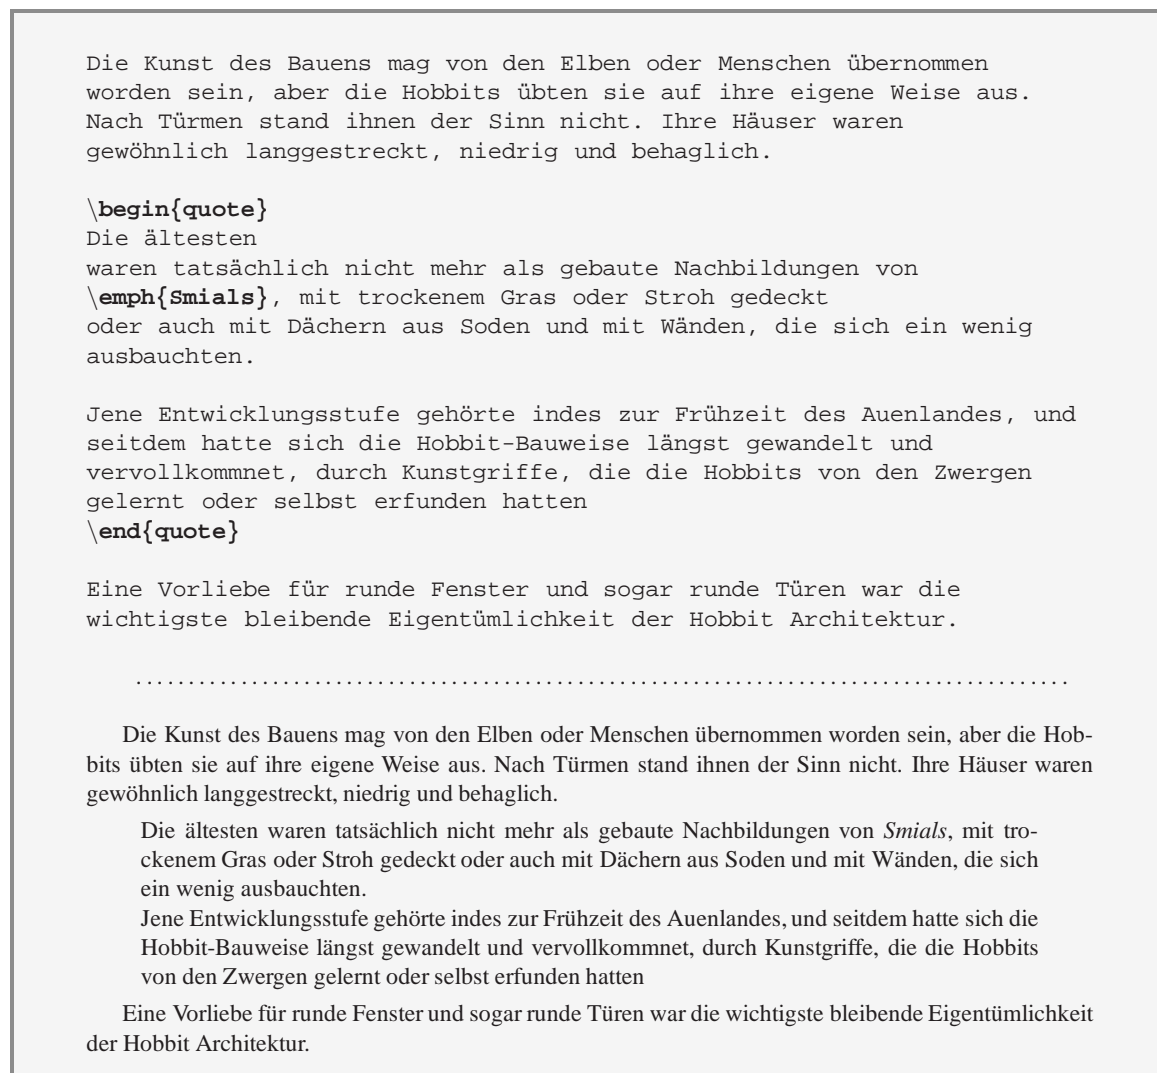 Die Kunst des Bauens mag von den Elben oder Menschen übernommen
worden sein, aber die Hobbits übten sie auf ihre eigene Weise aus.
Nach Türmen stand ihnen der Sinn nicht. Ihre Häuser waren
gewöhnlich langgestreckt, niedrig und behaglich.

\begin{quote}
Die ältesten
waren tatsächlich nicht mehr als gebaute Nachbildungen von
\emph{Smials}, mit trockenem Gras oder Stroh gedeckt
oder auch mit Dächern aus Soden und mit Wänden, die sich ein wenig
ausbauchten.

Jene Entwicklungsstufe gehörte indes zur Frühzeit des Auenlandes, und
seitdem hatte sich die Hobbit-Bauweise längst gewandelt und
vervollkommnet, durch Kunstgriffe, die die Hobbits von den Zwergen
gelernt oder selbst erfunden hatten
\end{quote}

Eine Vorliebe für runde Fenster und sogar runde Türen war die
wichtigste bleibende Eigentümlichkeit der Hobbit Architektur.

.........................................................................................

Die Kunst des Bauens mag von den Elben oder Menschen übernommen worden sein, aber die Hob-
bits übten sie auf ihre eigene Weise aus. Nach Türmen stand ihnen der Sinn nicht. Ihre Häuser waren
gewöhnlich langgestreckt, niedrig und behaglich.
Die ältesten waren tatsächlich nicht mehr als gebaute Nachbildungen von Smials, mit tro-
ckenem Gras oder Stroh gedeckt oder auch mit Dächern aus Soden und mit Wänden, die sich
ein wenig ausbauchten.
Jene Entwicklungsstufe gehörte indes zur Frühzeit des Auenlandes, und seitdem hatte sich die
Hobbit-Bauweise längst gewandelt und vervollkommnet, durch Kunstgriffe, die die Hobbits
von den Zwergen gelernt oder selbst erfunden hatten
Eine Vorliebe für runde Fenster und sogar runde Türen war die wichtigste bleibende Eigentümlichkeit
der Hobbit Architektur.